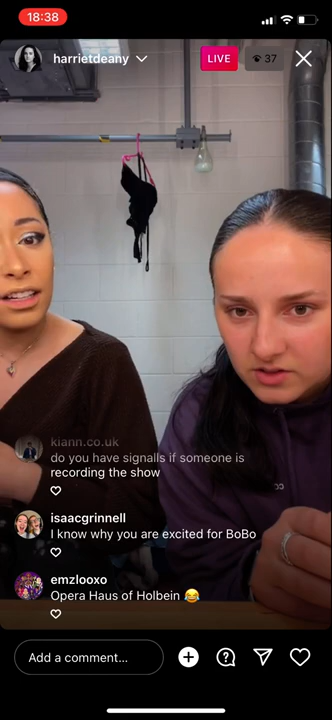 18:38
harrietdeany
LIVE
37
kiann.co.uk
do you have signalls if someone is
recording the show
isaacgrinnell
I know why you are excited for BoBo
emzlooxo
Opera Haus of Holbein 😂
Add a comment...